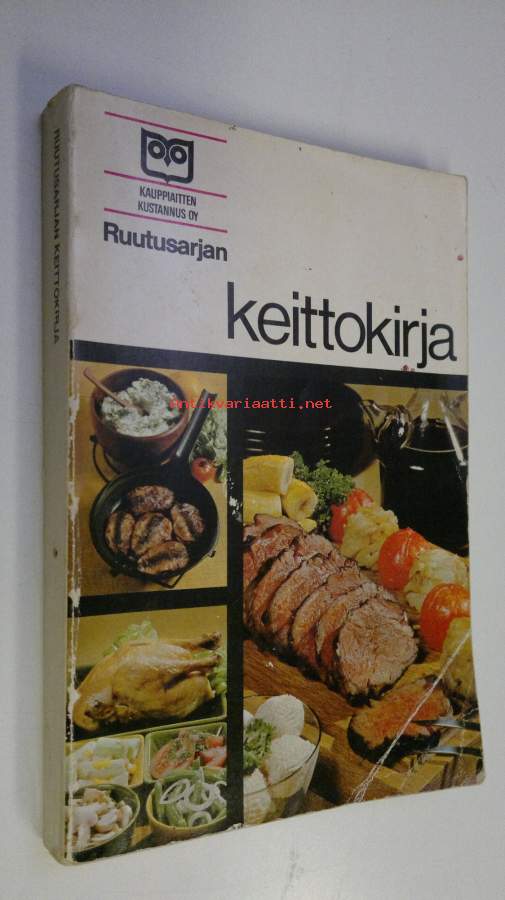 KAUPPIAITTEN
KUSTANNUS OY
Ruutusarjan
keittokirja
RUUTUSARJAN KEITTOKIRJA
antikvariaatti.net